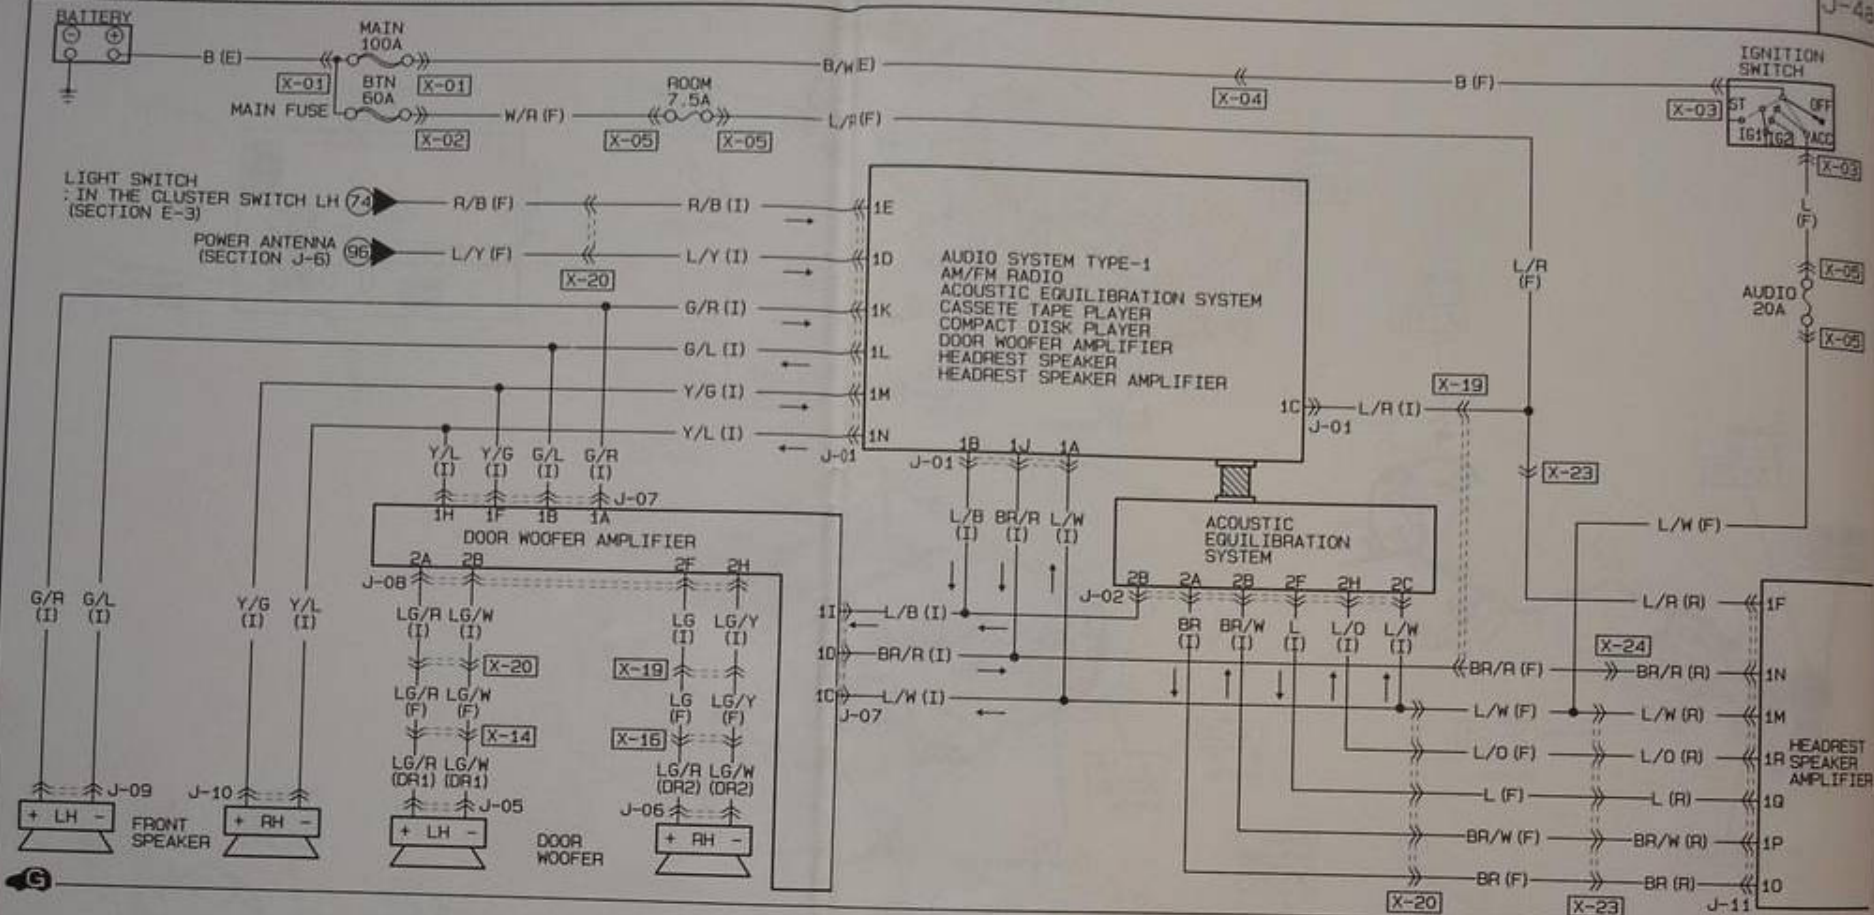 J-4a
BATTERY
B (E)
MAIN
100A
X-01
BTN
60A
X-01
MAIN FUSE
X-02
W/R (F)
X-05
ROOM
7.5A
X-05
B/W(E)
L/R(F)
X-04
B (F)
X-03
IGNITION
SWITCH
ST
OFF
IG1
IG2
ACC
X-03
L
(F)
X-05
AUDIO
20A
X-05
LIGHT SWITCH
: IN THE CLUSTER SWITCH LH 74
(SECTION E-3)
R/B (F)
R/B (I)
1E
POWER ANTENNA
(SECTION J-6)
96
L/Y (F)
X-20
L/Y (I)
1D
G/R (I)
1K
G/L (I)
1L
Y/G (I)
1M
Y/L (I)
1N
J-01
AUDIO SYSTEM TYPE-1
AM/FM RADIO
ACOUSTIC EQUILIBRATION SYSTEM
CASSETE TAPE PLAYER
COMPACT DISK PLAYER
DOOR WOOFER AMPLIFIER
HEADREST SPEAKER
HEADREST SPEAKER AMPLIFIER
1C
L/R (I)
J-01
X-19
L/R
(F)
X-23
L/W (F)
J-01
1B 1J 1A
L/B BR/R L/W
(I) (I) (I)
Y/L Y/G G/L G/R
(I) (I) (I) (I)
J-07
1H 1F 1B 1A
DOOR WOOFER AMPLIFIER
2A 2B 2F 2H
J-08
ACOUSTIC
EQUILIBRATION
SYSTEM
2B 2A 2B 2F 2H 2C
J-02
BR BR/W L L/O L/W
(I) (I) (I) (I) (I)
G/R G/L Y/G Y/L
(I) (I) (I) (I)
LG/R LG/W
(I) (I)
X-20
LG/R LG/W
(F) (F)
X-14
LG/R LG/W
(DR1) (DR1)
J-05
+ LH -
LG LG/Y
(I) (I)
X-19
LG LG/Y
(F) (F)
X-16
LG/R LG/W
(DR2) (DR2)
J-06
+ RH -
DOOR
WOOFER
1I
L/B (I)
1D
BR/R (I)
1C
L/W (I)
J-07
L/R (R)
1F
X-24
BR/R (F)
BR/R (R)
1N
L/W (F)
L/W (R)
1M
L/O (F)
L/O (R)
1R
L (F)
L (R)
1Q
BR/W (F)
BR/W (R)
1P
BR (F)
BR (R)
1O
X-20
X-23
J-11
HEADREST
SPEAKER
AMPLIFIER
J-09
+ LH -
FRONT
SPEAKER
J-10
+ RH -
G